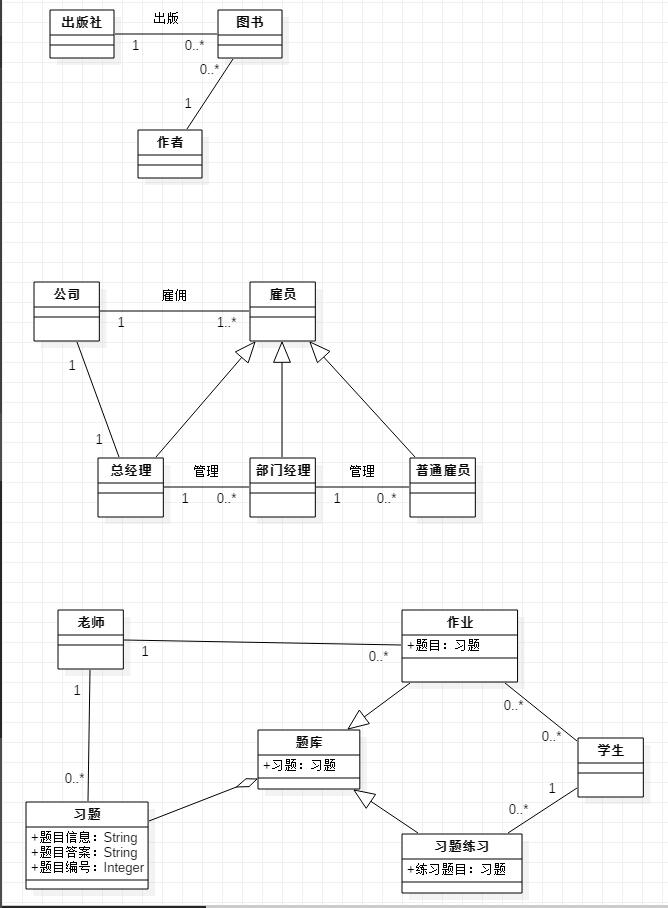 出版社
出版
图书
1
0..*
0..*
1
作者
公司
雇佣
雇员
1
1..*
1
1
总经理
管理
部门经理
管理
普通雇员
1
0..*
1
0..*
老师
作业
+题目：习题
1
0..*
1
0..*
0..*
题库
+习题：习题
学生
0..*
1
0..*
习题
+题目信息：String
+题目答案：String
+题目编号：Integer
习题练习
+练习题目：习题